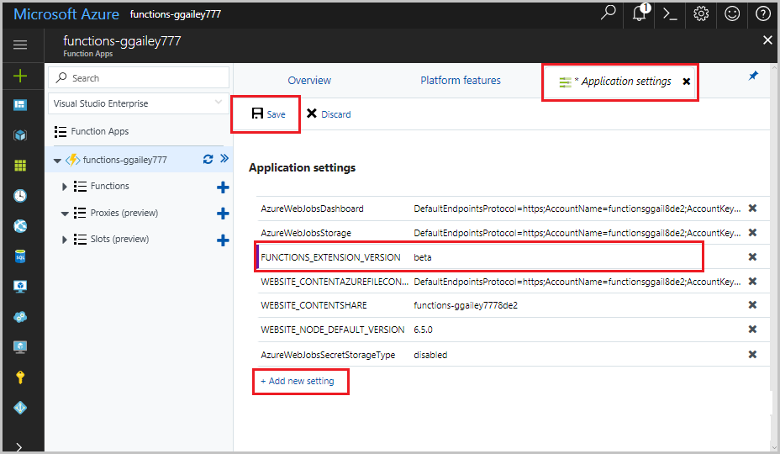 Microsoft Azure functions-ggailey777
1
functions-ggailey777
Function Apps
Search
Visual Studio Enterprise
Function Apps
functions-ggailey777
Functions
Proxies (preview)
Slots (preview)
Overview Platform features * Application settings
Save Discard
Application settings
AzureWebJobsDashboard DefaultEndpointsProtocol=https;AccountName=functionsggail8de2;AccountKey...
AzureWebJobsStorage DefaultEndpointsProtocol=https;AccountName=functionsggail8de2;AccountKey...
FUNCTIONS_EXTENSION_VERSION beta
WEBSITE_CONTENTAZUREFILECON... DefaultEndpointsProtocol=https;AccountName=functionsggail8de2;AccountKey...
WEBSITE_CONTENTSHARE functions-ggailey7778de2
WEBSITE_NODE_DEFAULT_VERSION 6.5.0
AzureWebJobsSecretStorageType disabled
+ Add new setting